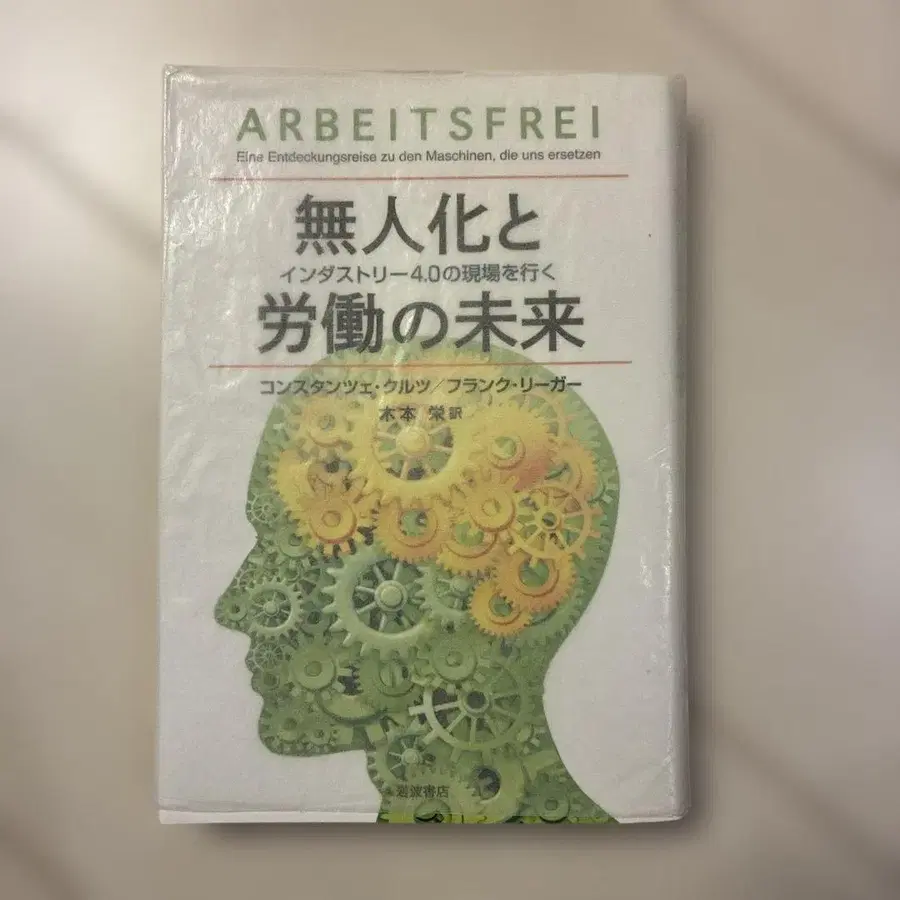 ARBEITSFREI
Eine Entdeckungsreise zu den Maschinen, die uns ersetzen
無人化と
インダストリー4.0の現場を行く
労働の未来
コンスタンツェ・クルツ/フランク・リーガー
木本 栄 訳
岩波書店